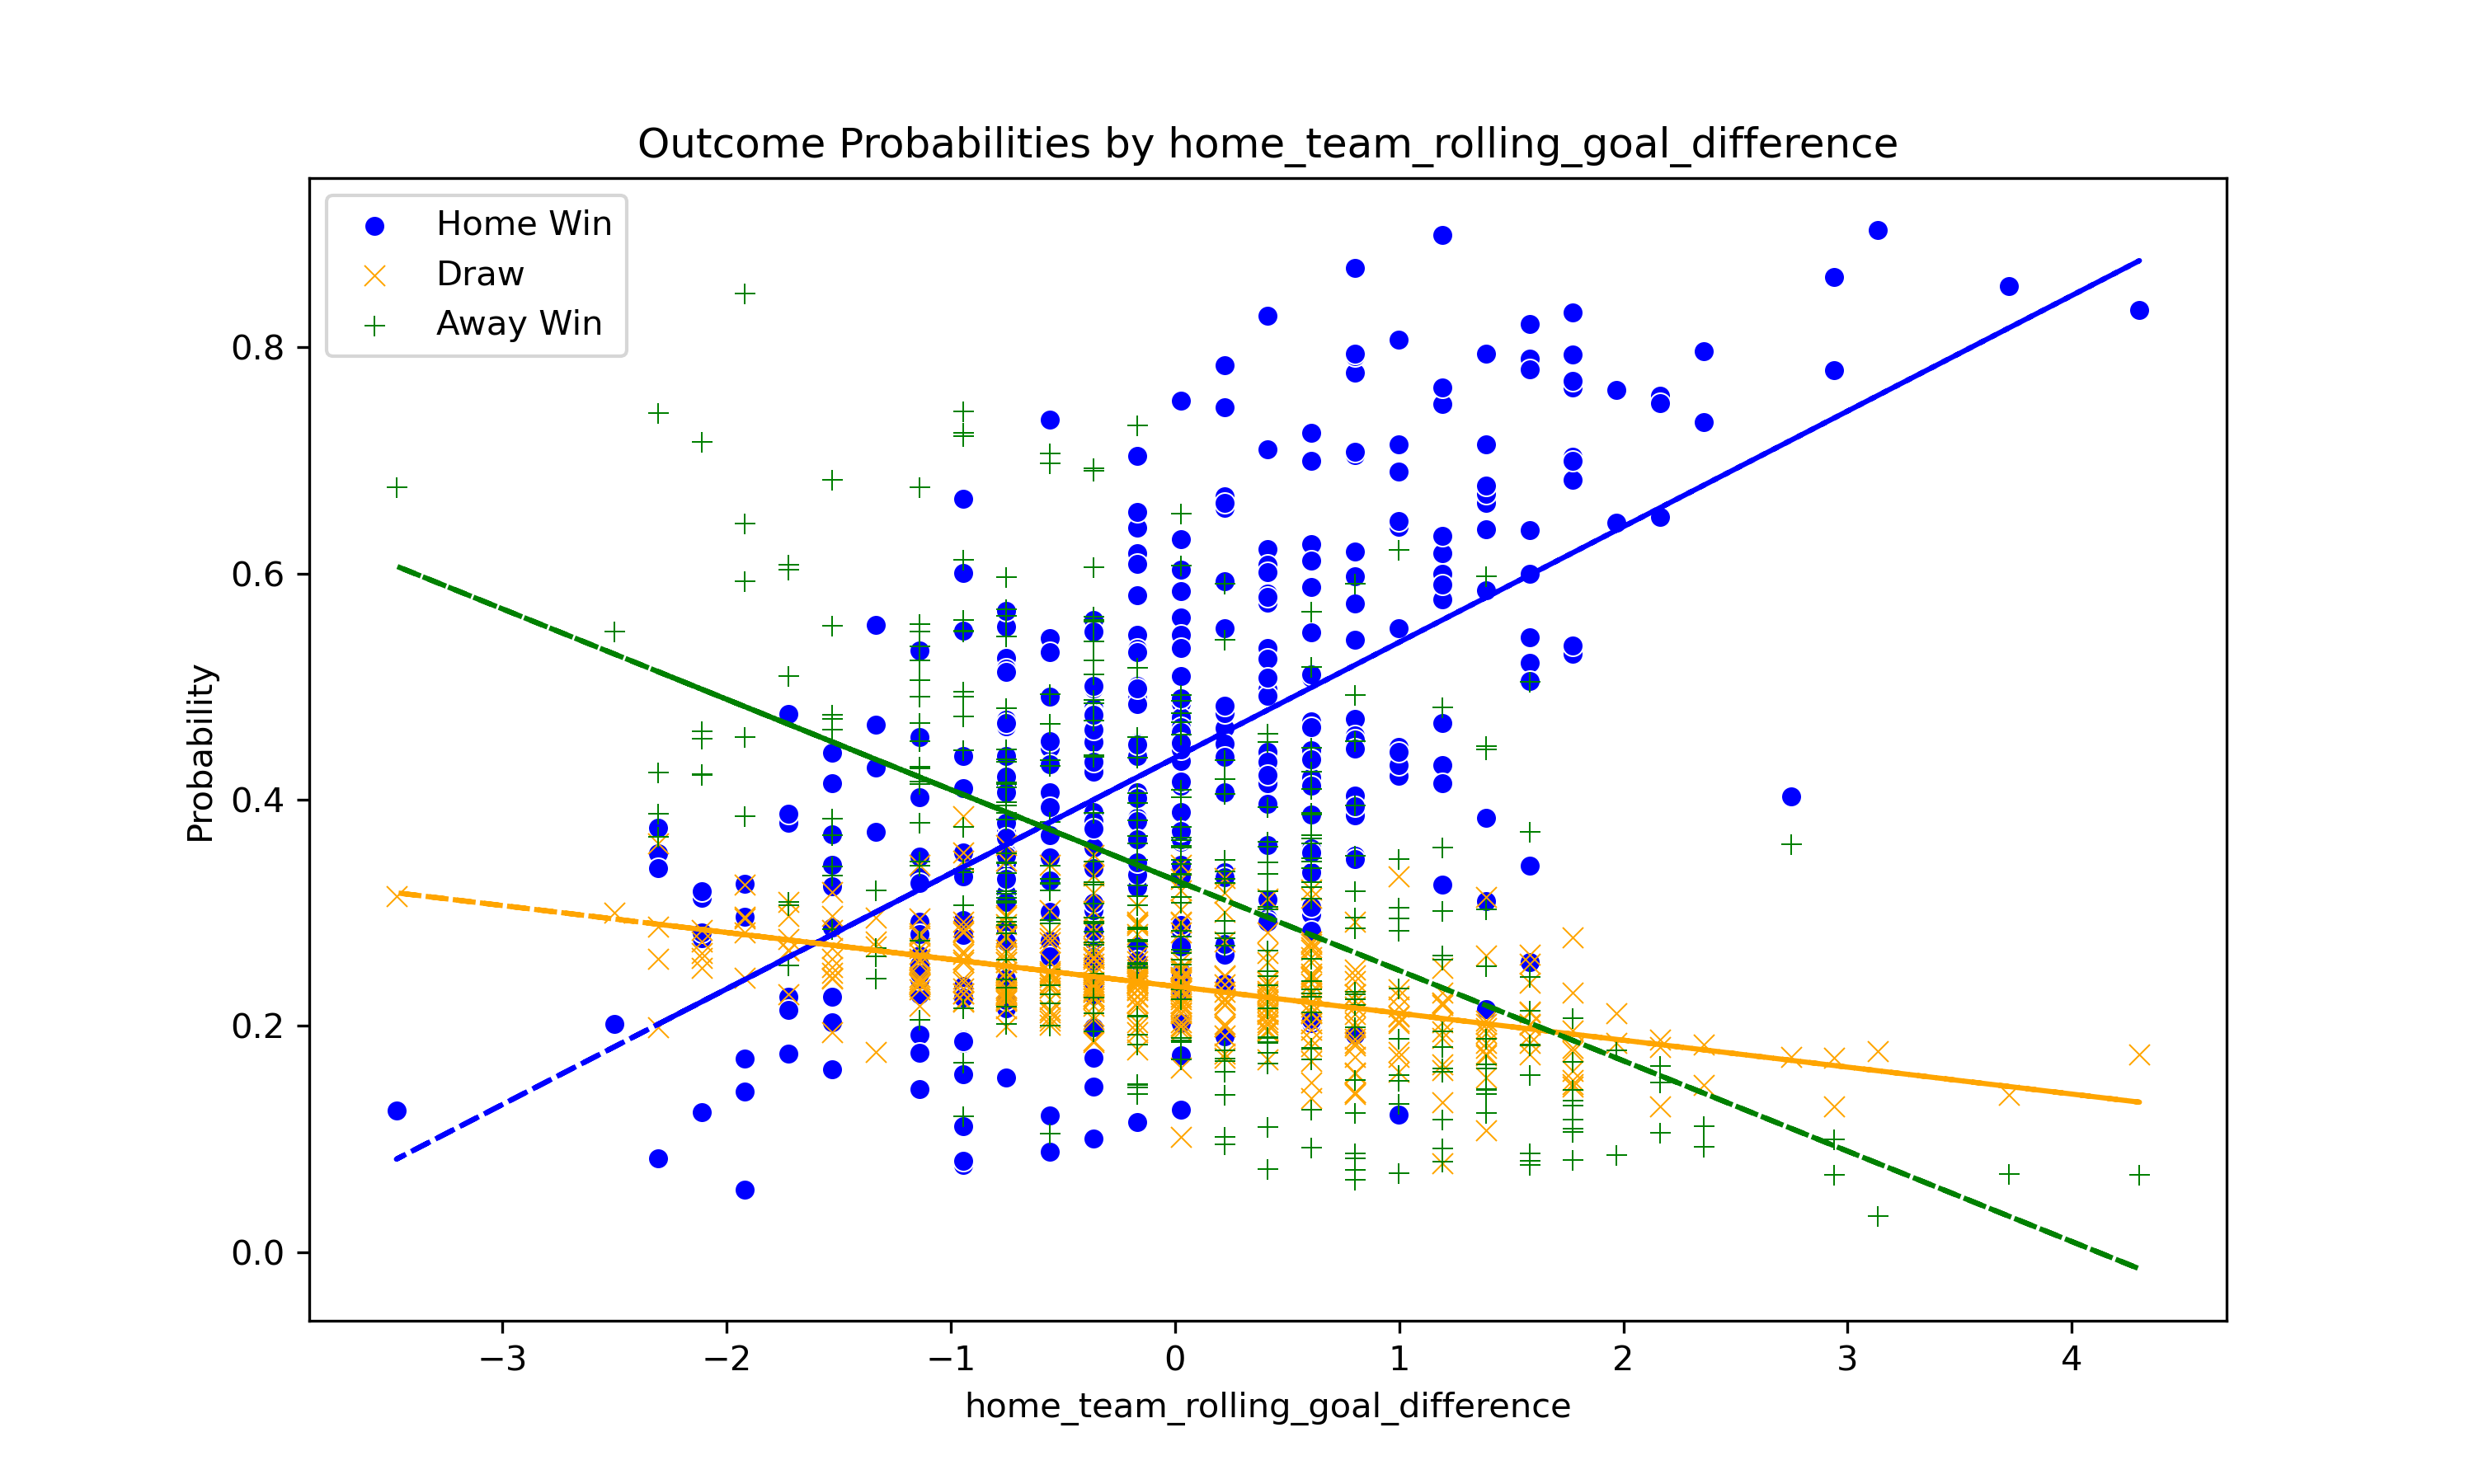 Outcome Probabilities by home_team_rolling_goal_difference
Home Win
Draw
Away Win
Probability
0.8
0.6
0.4
0.2
0.0
−3
−2
−1
0
1
2
3
4
home_team_rolling_goal_difference